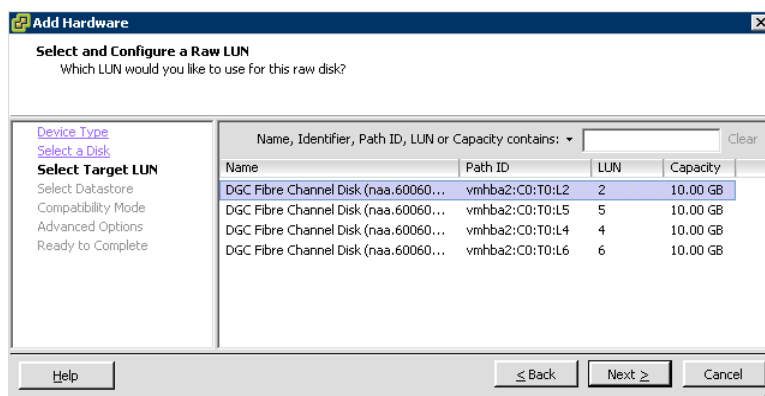 Add Hardware
Select and Configure a Raw LUN
Which LUN would you like to use for this raw disk?
Device Type
Select a Disk
Select Target LUN
Select Datastore
Compatibility Mode
Advanced Options
Ready to Complete
Name, Identifier, Path ID, LUN or Capacity contains: Clear
Name Path ID LUN Capacity
DGC Fibre Channel Disk (naa.60060... vmhba2:C0:T0:L2 2 10.00 GB
DGC Fibre Channel Disk (naa.60060... vmhba2:C0:T0:L5 5 10.00 GB
DGC Fibre Channel Disk (naa.60060... vmhba2:C0:T0:L4 4 10.00 GB
DGC Fibre Channel Disk (naa.60060... vmhba2:C0:T0:L6 6 10.00 GB
Help < Back Next > Cancel